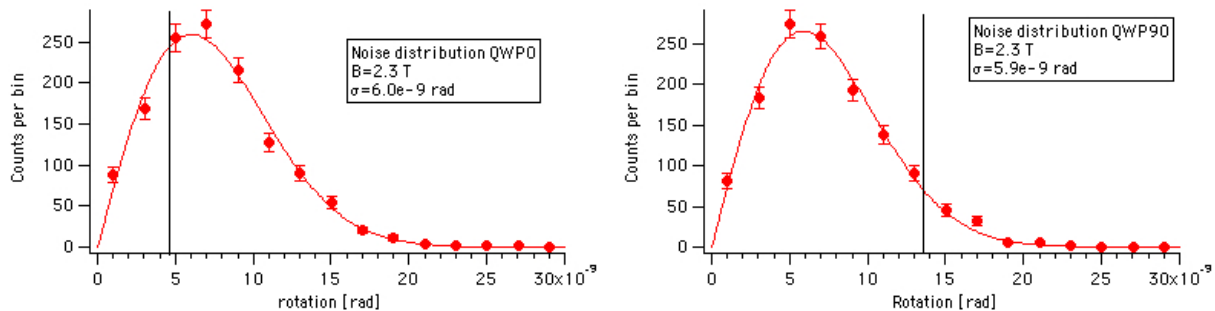 Counts per bin
250
200
150
100
50
0
Noise distribution QWP0
B=2.3 T
σ=6.0e-9 rad
0 5 10 15 20 25 30x10⁻⁹
rotation [rad]
Counts per bin
250
200
150
100
50
0
Noise distribution QWP90
B=2.3 T
σ=5.9e-9 rad
0 5 10 15 20 25 30x10⁻⁹
Rotation [rad]